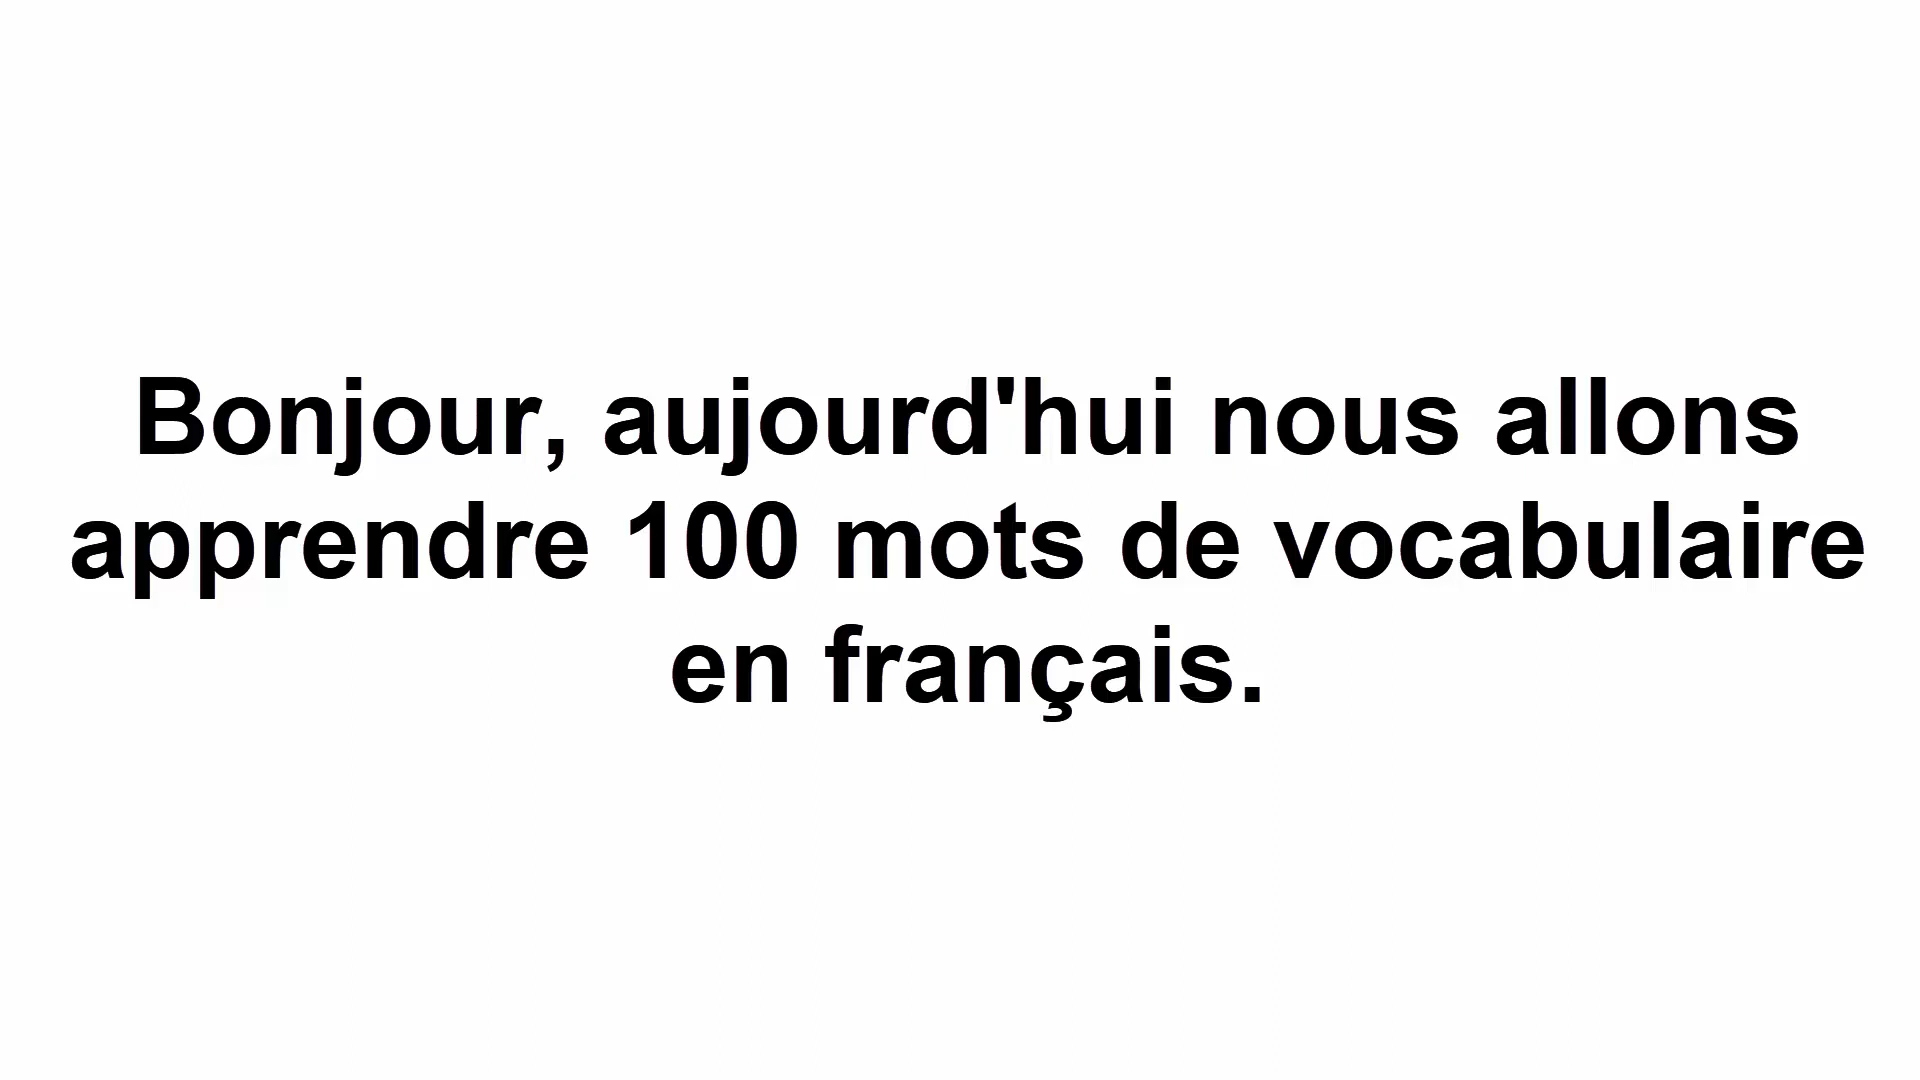 Bonjour, aujourd'hui nous allons
apprendre 100 mots de vocabulaire
en français.